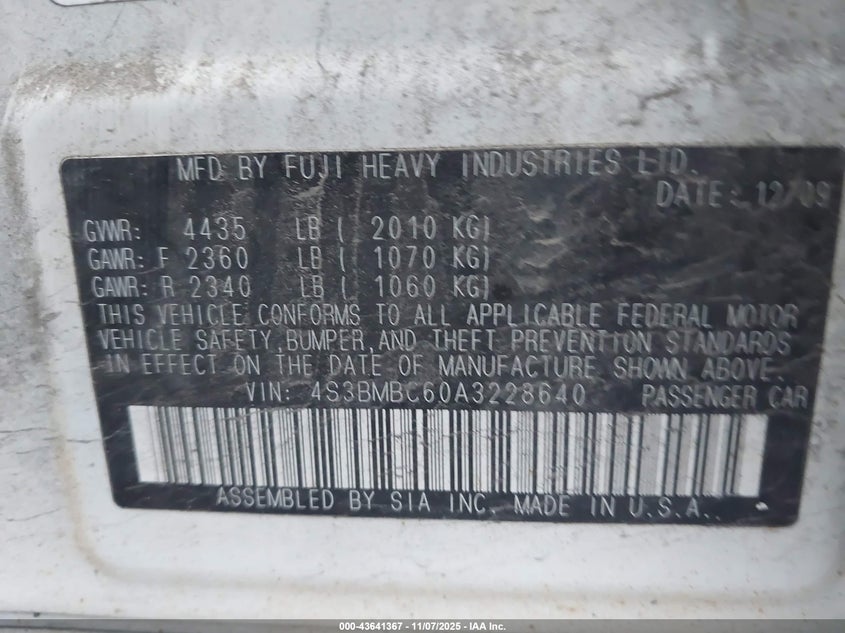 MFD BY FUJI HEAVY INDUSTRIES LTD.
DATE: 12/09
GVWR: 4435 LB ( 2010 KG)
GAWR: F 2360 LB ( 1070 KG)
GAWR: R 2340 LB ( 1060 KG)
THIS VEHICLE CONFORMS TO ALL APPLICABLE FEDERAL MOTOR
VEHICLE SAFETY, BUMPER, AND THEFT PREVENTION STANDARDS
IN EFFECT ON THE DATE OF MANUFACTURE SHOWN ABOVE.
VIN: 4S3BMBC60A3228640 PASSENGER CAR
ASSEMBLED BY SIA INC. MADE IN U.S.A..
000-43641367 | 11/07/2025 - IAA Inc.